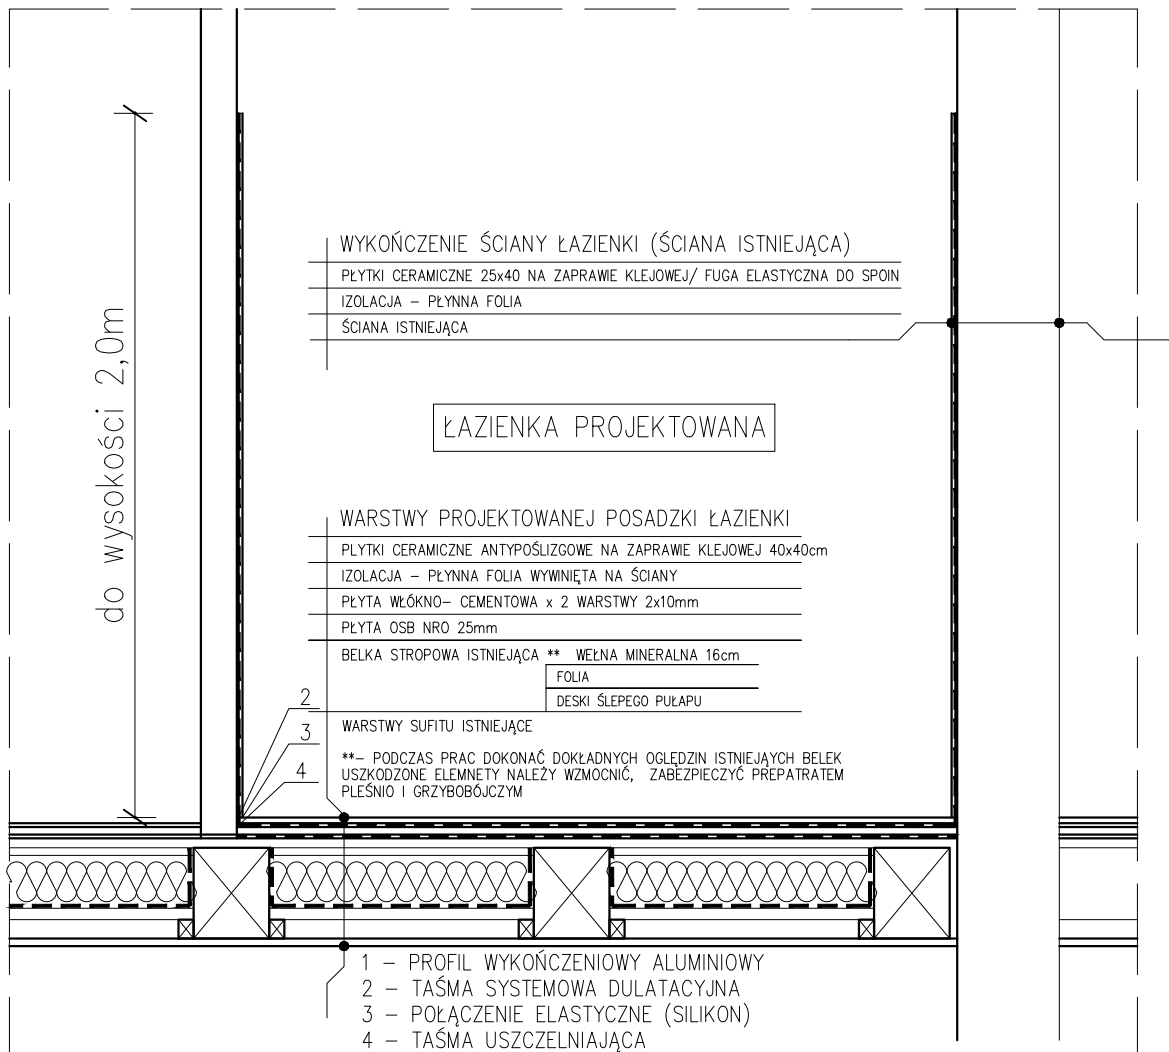 WYKOŃCZENIE ŚCIANY ŁAZIENKI (ŚCIANA ISTNIEJĄCA)
PŁYTKI CERAMICZNE 25x40 NA ZAPRAWIE KLEJOWEJ/ FUGA ELASTYCZNA DO SPOIN
IZOLACJA – PŁYNNA FOLIA
ŚCIANA ISTNIEJĄCA
do wysokości 2,0m
ŁAZIENKA PROJEKTOWANA
WARSTWY PROJEKTOWANEJ POSADZKI ŁAZIENKI
PLYTKI CERAMICZNE ANTYPOŚLIZGOWE NA ZAPRAWIE KLEJOWEJ 40x40cm
IZOLACJA – PŁYNNA FOLIA WYWINIĘTA NA ŚCIANY
PŁYTA WŁÓKNO– CEMENTOWA x 2 WARSTWY 2x10mm
PŁYTA OSB NRO 25mm
BELKA STROPOWA ISTNIEJĄCA ** WEŁNA MINERALNA 16cm
FOLIA
DESKI ŚLEPEGO PUŁAPU
WARSTWY SUFITU ISTNIEJĄCE
2
3
4
**– PODCZAS PRAC DOKONAĆ DOKŁADNYCH OGLĘDZIN ISTNIEJĄYCH BELEK
USZKODZONE ELEMNETY NALEŻY WZMOCNIĆ, ZABEZPIECZYĆ PREPATRATEM
PLEŚNIO I GRZYBOBÓJCZYM
1 – PROFIL WYKOŃCZENIOWY ALUMINIOWY
2 – TAŚMA SYSTEMOWA DULATACYJNA
3 – POŁĄCZENIE ELASTYCZNE (SILIKON)
4 – TAŚMA USZCZELNIAJĄCA